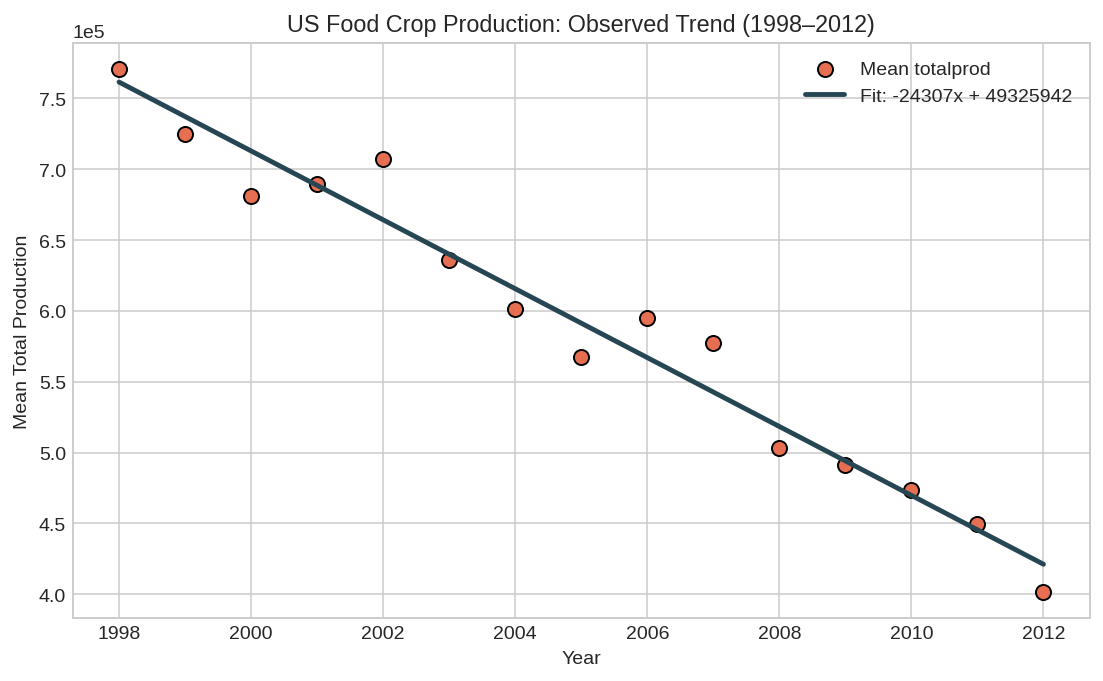 US Food Crop Production: Observed Trend (1998–2012)
1e5
Mean totalprod
Fit: -24307x + 49325942
7.5
7.0
6.5
6.0
5.5
5.0
4.5
4.0
Mean Total Production
1998 2000 2002 2004 2006 2008 2010 2012
Year